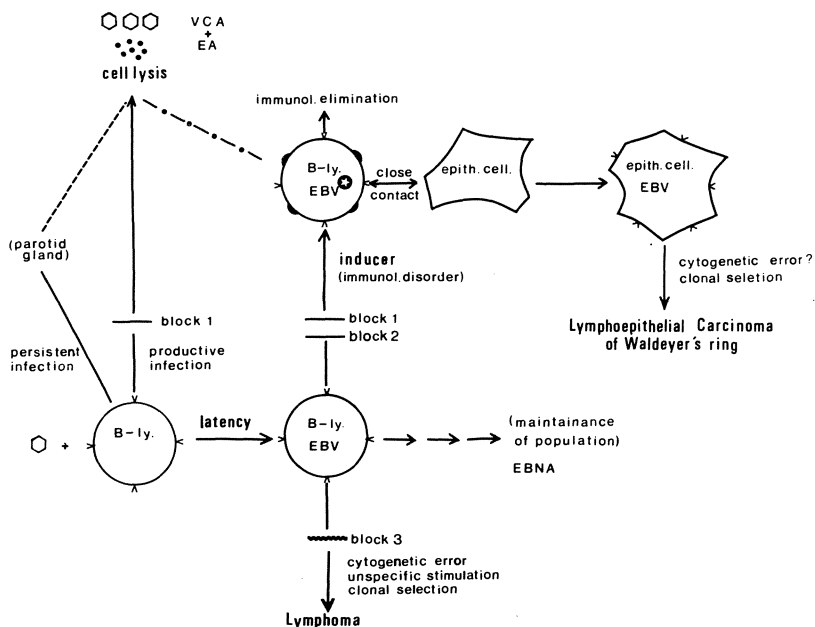 VCA
+
EA
cell lysis
immunol. elimination
B-ly.
EBV
close
contact
epith. cell.
epith. cell.
EBV
(parotid
gland)
inducer
(immunol. disorder)
cytogenetic error?
clonal seletion
block 1
block 1
block 2
Lymphoepithelial Carcinoma
of Waldeyer's ring
persistent
infection
productive
infection
+
B-ly.
latency
B-ly.
EBV
(maintainance
of population)
EBNA
block 3
cytogenetic error
unspecific stimulation
clonal selection
Lymphoma